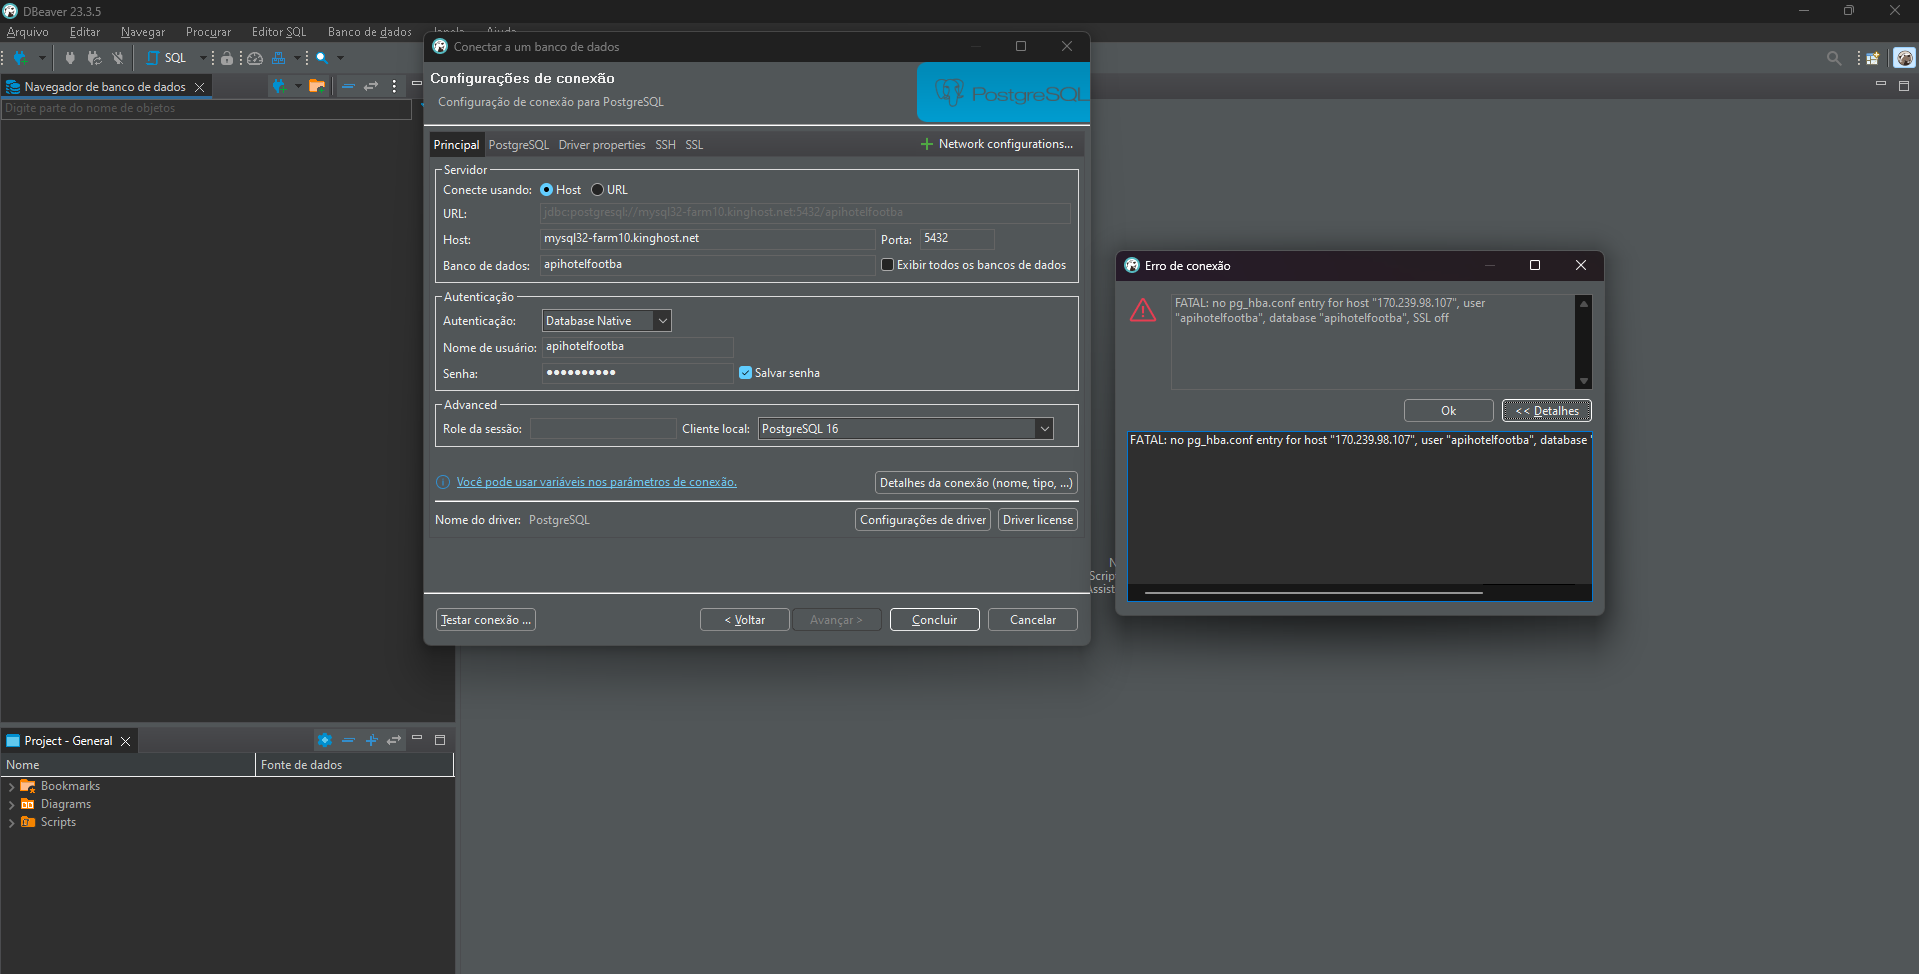 DBeaver 23.3.5
Arquivo Editar Navegar Procurar Editor SQL Banco de dados
SQL
Navegador de banco de dados
Digite parte do nome de objetos
Conectar a um banco de dados
Configurações de conexão
Configuração de conexão para PostgreSQL
PostgreSQL
Principal PostgreSQL Driver properties SSH SSL Network configurations...
Servidor
Conecte usando: Host URL
URL: jdbc:postgresql://mysql32-farm10.kinghost.net:5432/apihotelfootba
Host: mysql32-farm10.kinghost.net Porta: 5432
Banco de dados: apihotelfootba Exibir todos os bancos de dados
Autenticação
Autenticação: Database Native
Nome de usuário: apihotelfootba
Senha: •••••••••• Salvar senha
Advanced
Role da sessão: Cliente local: PostgreSQL 16
Você pode usar variáveis nos parâmetros de conexão. Detalhes da conexão (nome, tipo, ...)
Nome do driver: PostgreSQL Configurações de driver Driver license
Testar conexão ... < Voltar Avançar > Concluir Cancelar
Erro de conexão
FATAL: no pg_hba.conf entry for host "170.239.98.107", user
"apihotelfootba", database "apihotelfootba", SSL off
Ok << Detalhes
FATAL: no pg_hba.conf entry for host "170.239.98.107", user "apihotelfootba", database "
N
Scrip
Assist
Project - General
Nome Fonte de dados
Bookmarks
Diagrams
Scripts